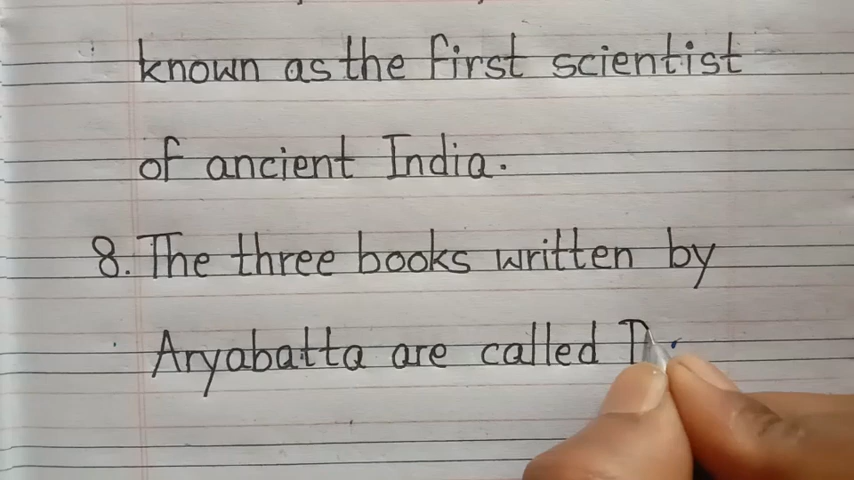 known as the first scientist
of ancient India.
8. The three books written by
Aryabatta are called